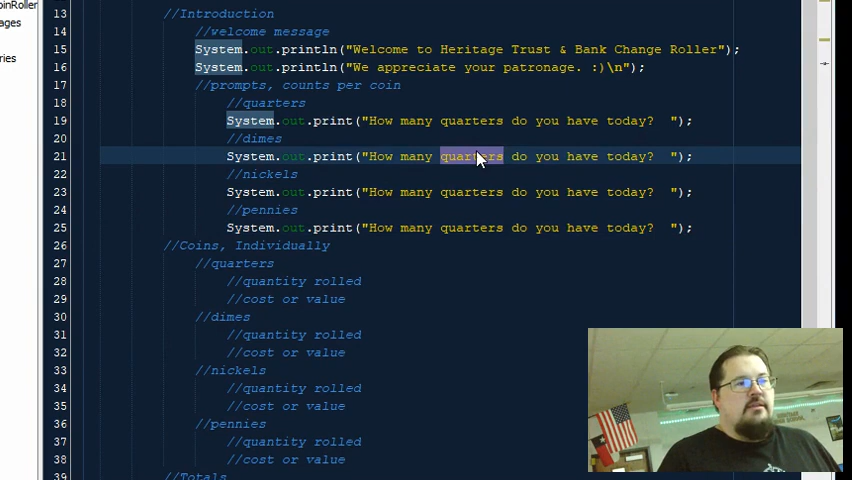 oinRoller
ages
ries
13 //Introduction
14 //welcome message
15 System.out.println("Welcome to Heritage Trust & Bank Change Roller");
16 System.out.println("We appreciate your patronage. :)\n");
17 //prompts, counts per coin
18 //quarters
19 System.out.print("How many quarters do you have today?  ");
20 //dimes
21 System.out.print("How many quarters do you have today?  ");
22 //nickels
23 System.out.print("How many quarters do you have today?  ");
24 //pennies
25 System.out.print("How many quarters do you have today?  ");
26 //Coins, Individually
27 //quarters
28 //quantity rolled
29 //cost or value
30 //dimes
31 //quantity rolled
32 //cost or value
33 //nickels
34 //quantity rolled
35 //cost or value
36 //pennies
37 //quantity rolled
38 //cost or value
39 //Totals